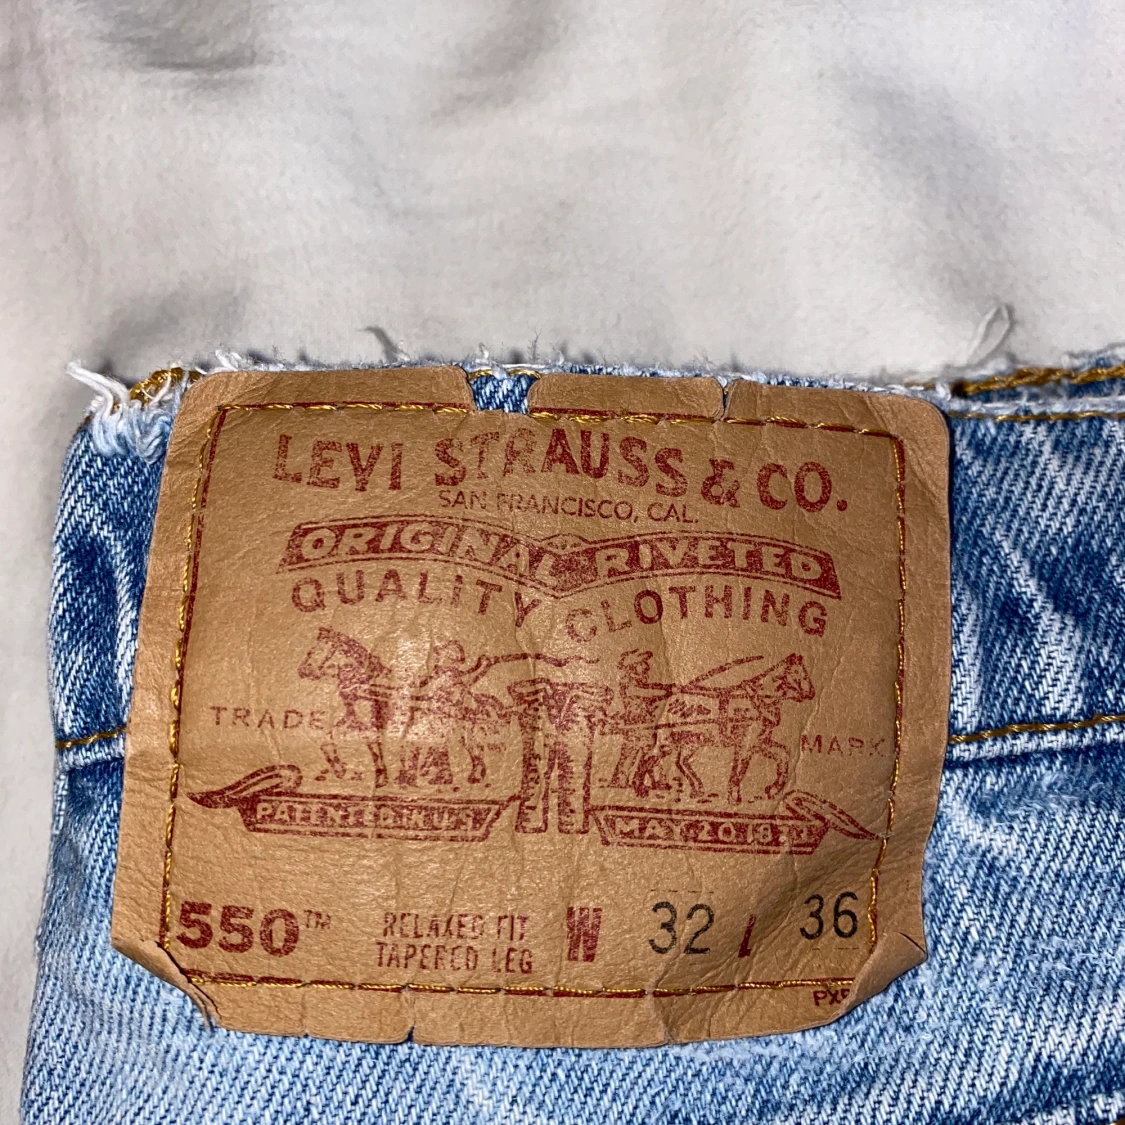 LEVI STRAUSS & CO.
SAN FRANCISCO, CAL.
ORIGINAL RIVETED
QUALITY CLOTHING
TRADE MARK
PATENTED IN U.S. MAY 20, 1873
550™ RELAXED FIT W 32 L 36
TAPERED LEG